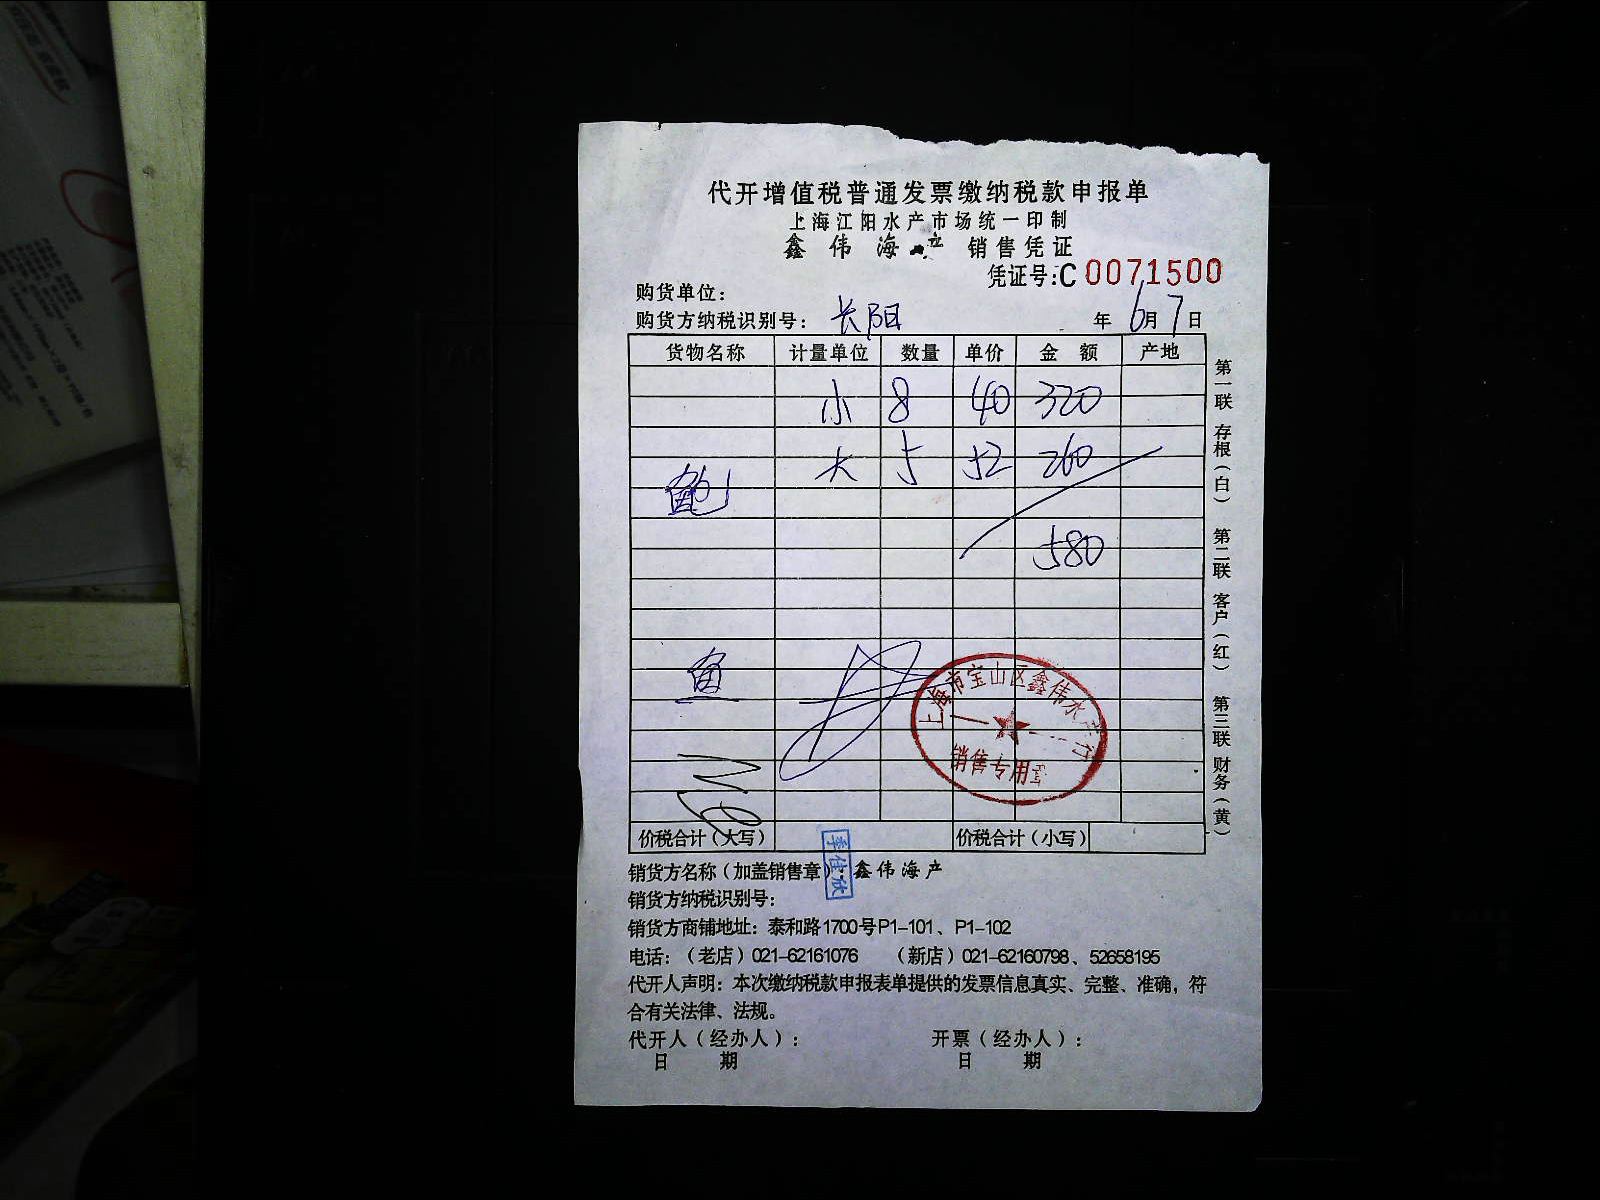 代开增值税普通发票缴纳税款申报单
上海江阳水产市场统一印制
鑫伟海产 销售凭证
凭证号:C 0071500
购货单位:
购货方纳税识别号: 长阳 年 6月 7日
货物名称 计量单位 数量 单价 金额 产地
小 8 40 320
大 5 52 260
鲍
580
鱼
上海市宝山区鑫伟水产行
销售专用章
价税合计(大写) 价税合计(小写)
季佳欣
销货方名称(加盖销售章): 鑫伟海产
销货方纳税识别号:
销货方商铺地址: 泰和路1700号P1-101、P1-102
电话:(老店)021-62161076 (新店)021-62160798、52658195
代开人声明: 本次缴纳税款申报表单提供的发票信息真实、完整、准确, 符
合有关法律、法规。
代开人(经办人): 开票(经办人):
日期 日期
第一联 存根(白) 第二联 客户(红) 第三联 财务(黄)